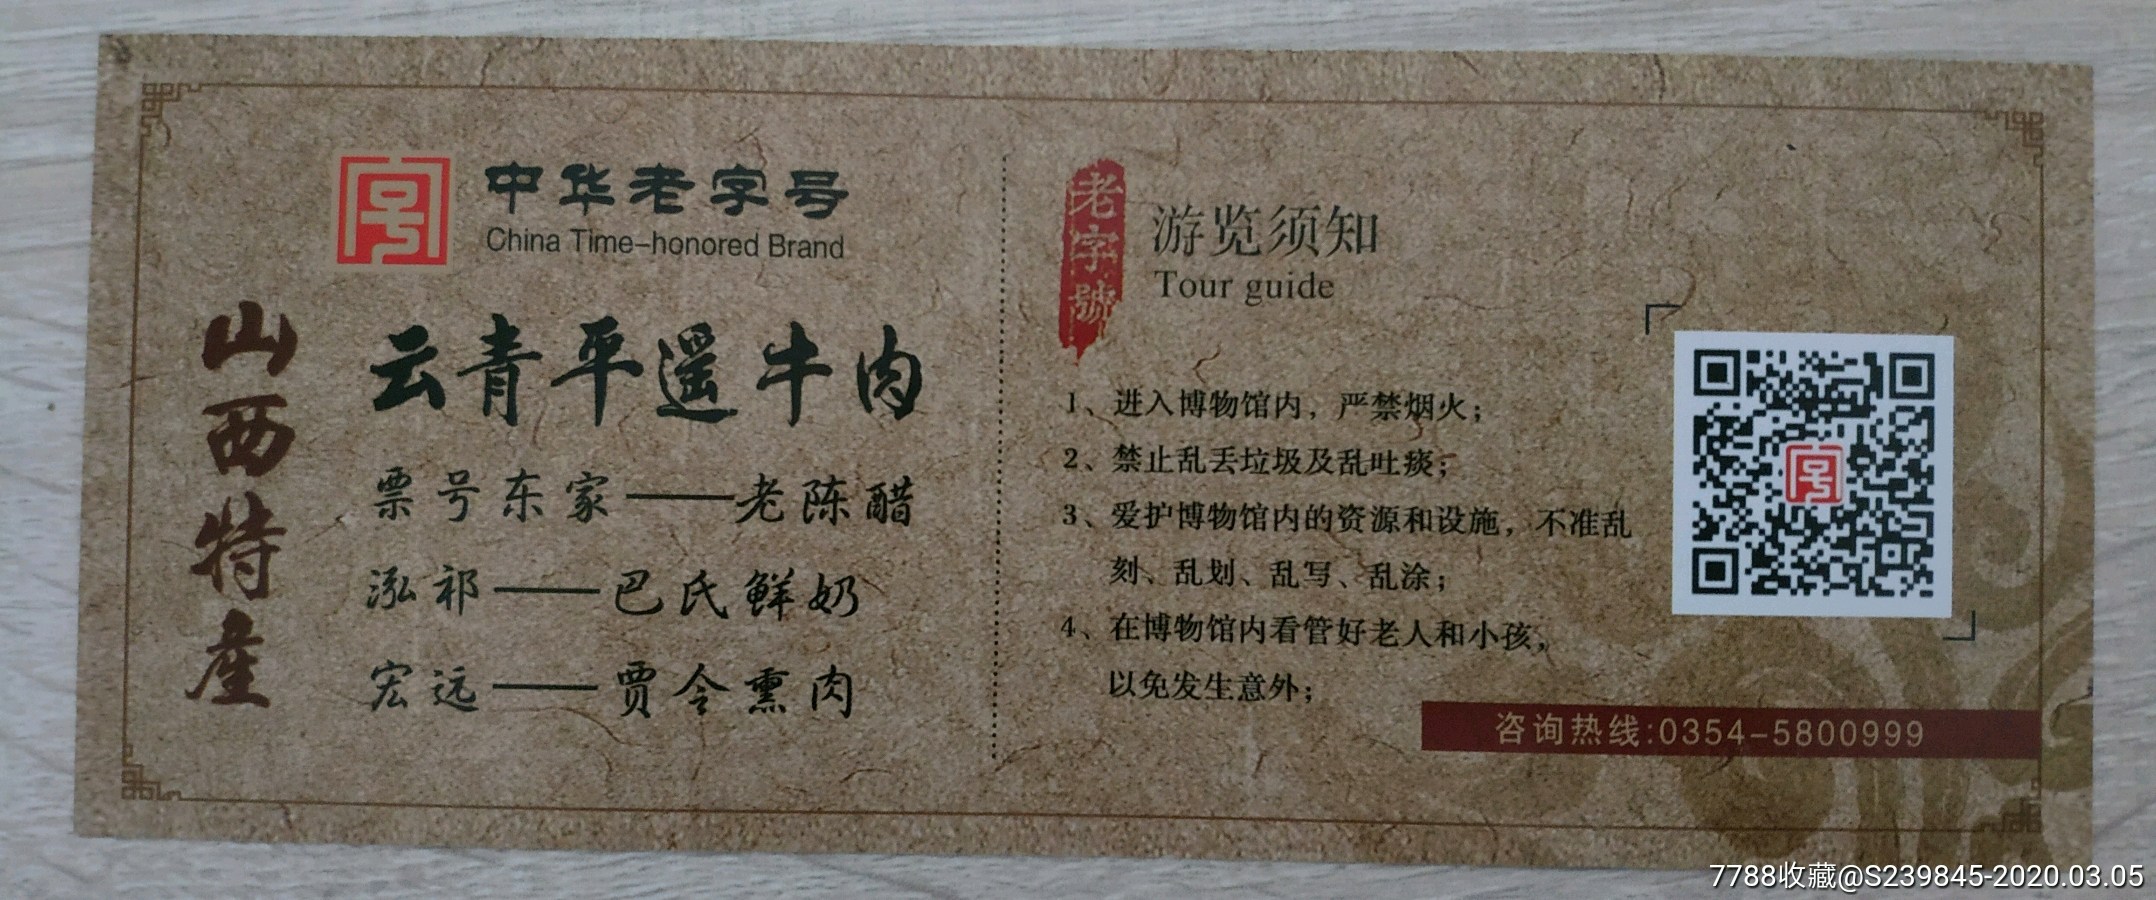 中华老字号
China Time-honored Brand
山西特産
云青平遥牛肉
票号东家——老陈醋
泓祁——巴氏鲜奶
宏远——贾令熏肉
老字號
游览须知
Tour guide
1、进入博物馆内，严禁烟火；
2、禁止乱丢垃圾及乱吐痰；
3、爱护博物馆内的资源和设施，不准乱
刻、乱划、乱写、乱涂；
4、在博物馆内看管好老人和小孩，
以免发生意外；
咨询热线:0354-5800999
7788收藏@S239845-2020.03.05